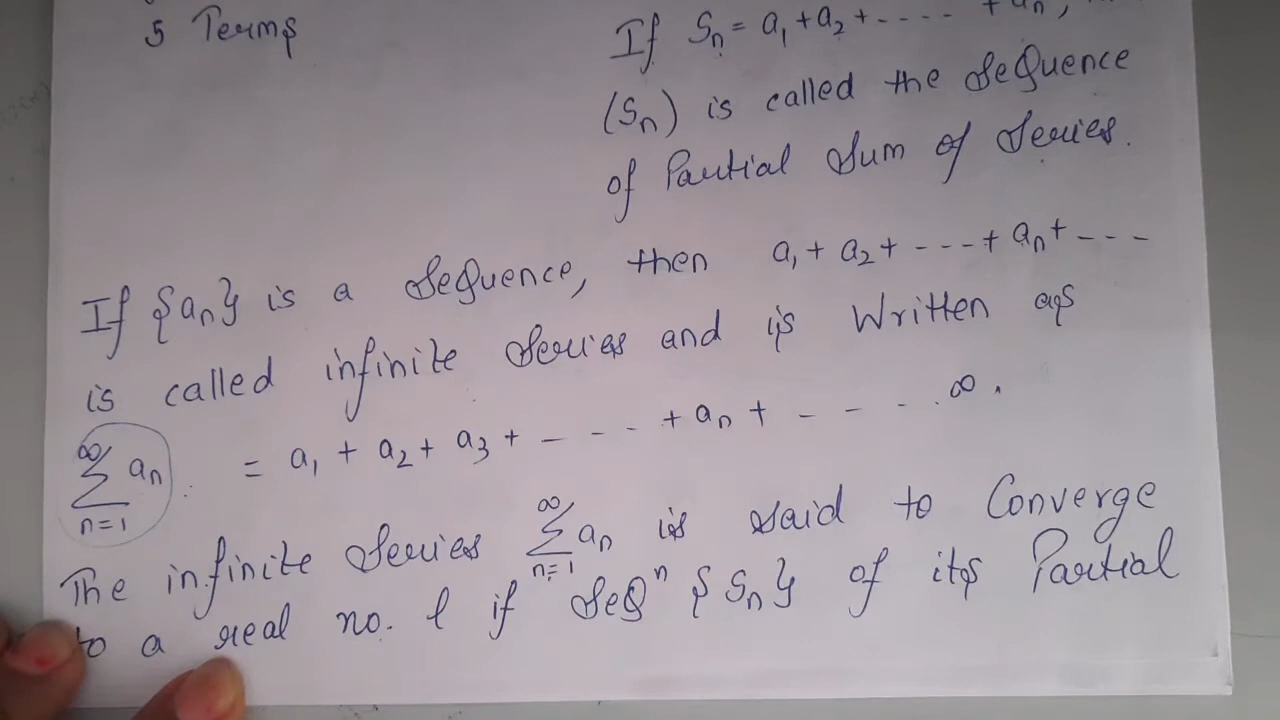 5 Terms
If Sn = a1 + a2 + ---- + an,
(Sn) is called the Sequence
of Partial Sum of Series.
If {an} is a Sequence, then a1 + a2 + ---- + an + ---
is called infinite Series and is Written as
∞∑n=1 an = a1 + a2 + a3 + - - - - + an + - - - . ∞.
The infinite Series ∞∑n=1 an is said to Converge
to a real no. l if Seqⁿ {Sn} of its Partial